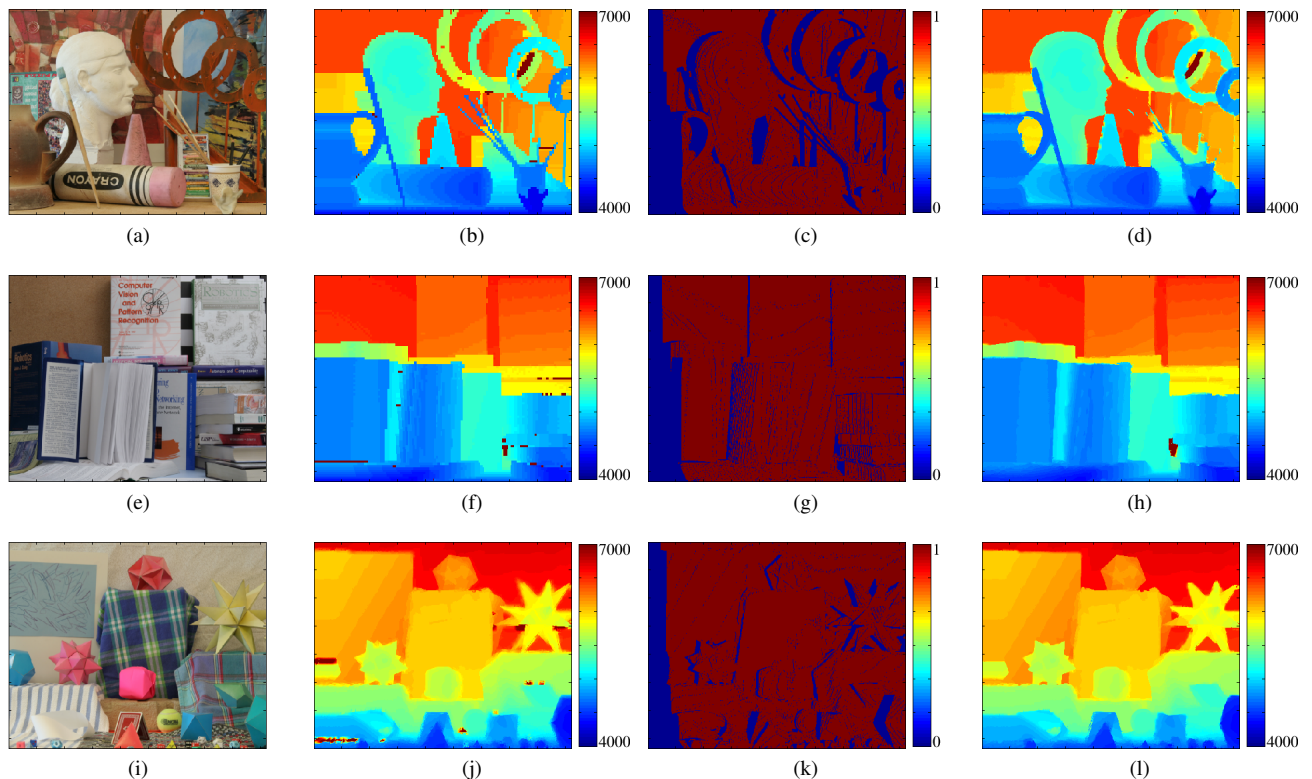 7000
4000
1
0
7000
4000
CRAYON
(a)
(b)
(c)
(d)
7000
4000
1
0
7000
4000
Computer
Vision
and
Pattern
Recognition
ROBOTICS
(e)
(f)
(g)
(h)
7000
4000
1
0
7000
4000
(i)
(j)
(k)
(l)